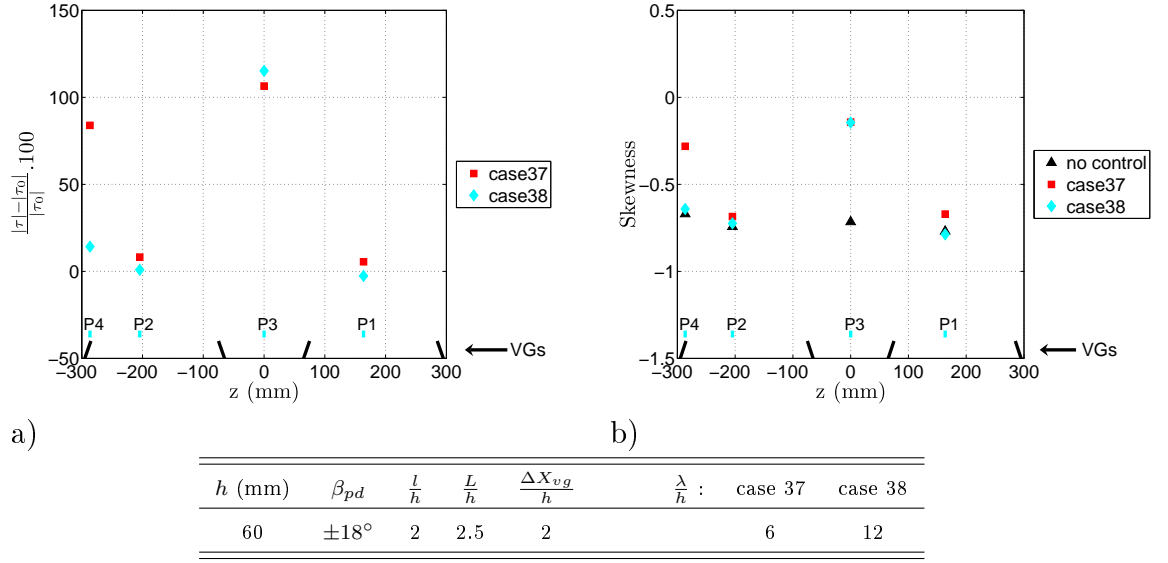 150
100
50
0
−50
−300
−200
−100
0
100
200
300
z (mm)
|τ|−|τ0|
|τ0|
.100
P4
P2
P3
P1
VGs
case37
case38
a)
0.5
0
−0.5
−1
−1.5
−300
−200
−100
0
100
200
300
z (mm)
Skewness
P4
P2
P3
P1
VGs
no control
case37
case38
b)
h (mm) βpd l/h L/h ΔXvg/h λ/h : case 37 case 38
60 ±18° 2 2.5 2 6 12